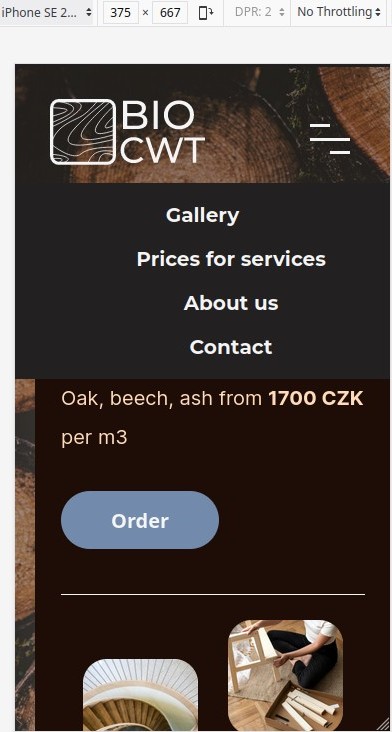 iPhone SE 2... 375 × 667 DPR: 2 No Throttling
BIO
CWT
Gallery
Prices for services
About us
Contact
Oak, beech, ash from 1700 CZK
per m3
Order